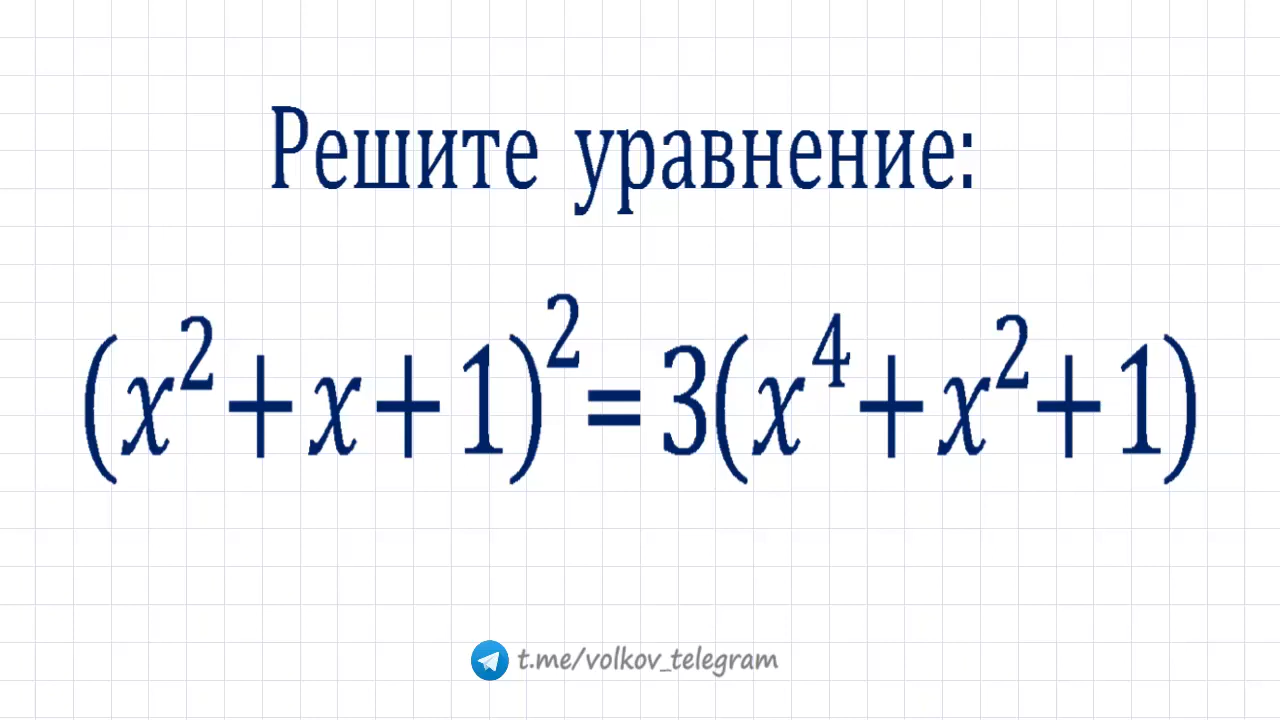 Решите уравнение:
(x²+x+1)²=3(x⁴+x²+1)
t.me/volkov_telegram